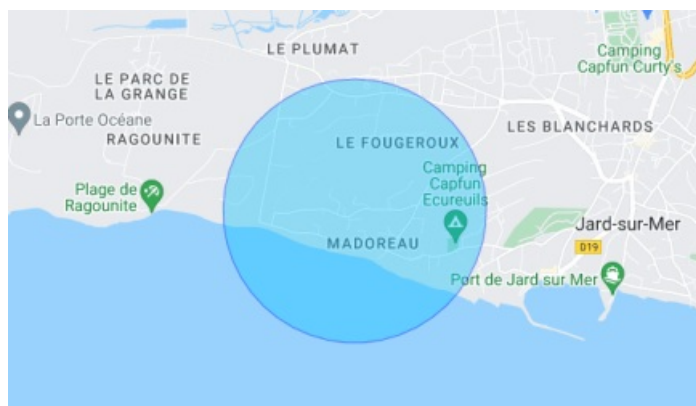 LE PLUMAT
Camping
Capfun Curty's
LE PARC DE
LA GRANGE
La Porte Océane
RAGOUNITE
LE FOUGEROUX
LES BLANCHARDS
Camping
Capfun
Ecureuils
Plage de
Ragounite
MADOREAU
Jard-sur-Mer
D19
Port de Jard sur Mer